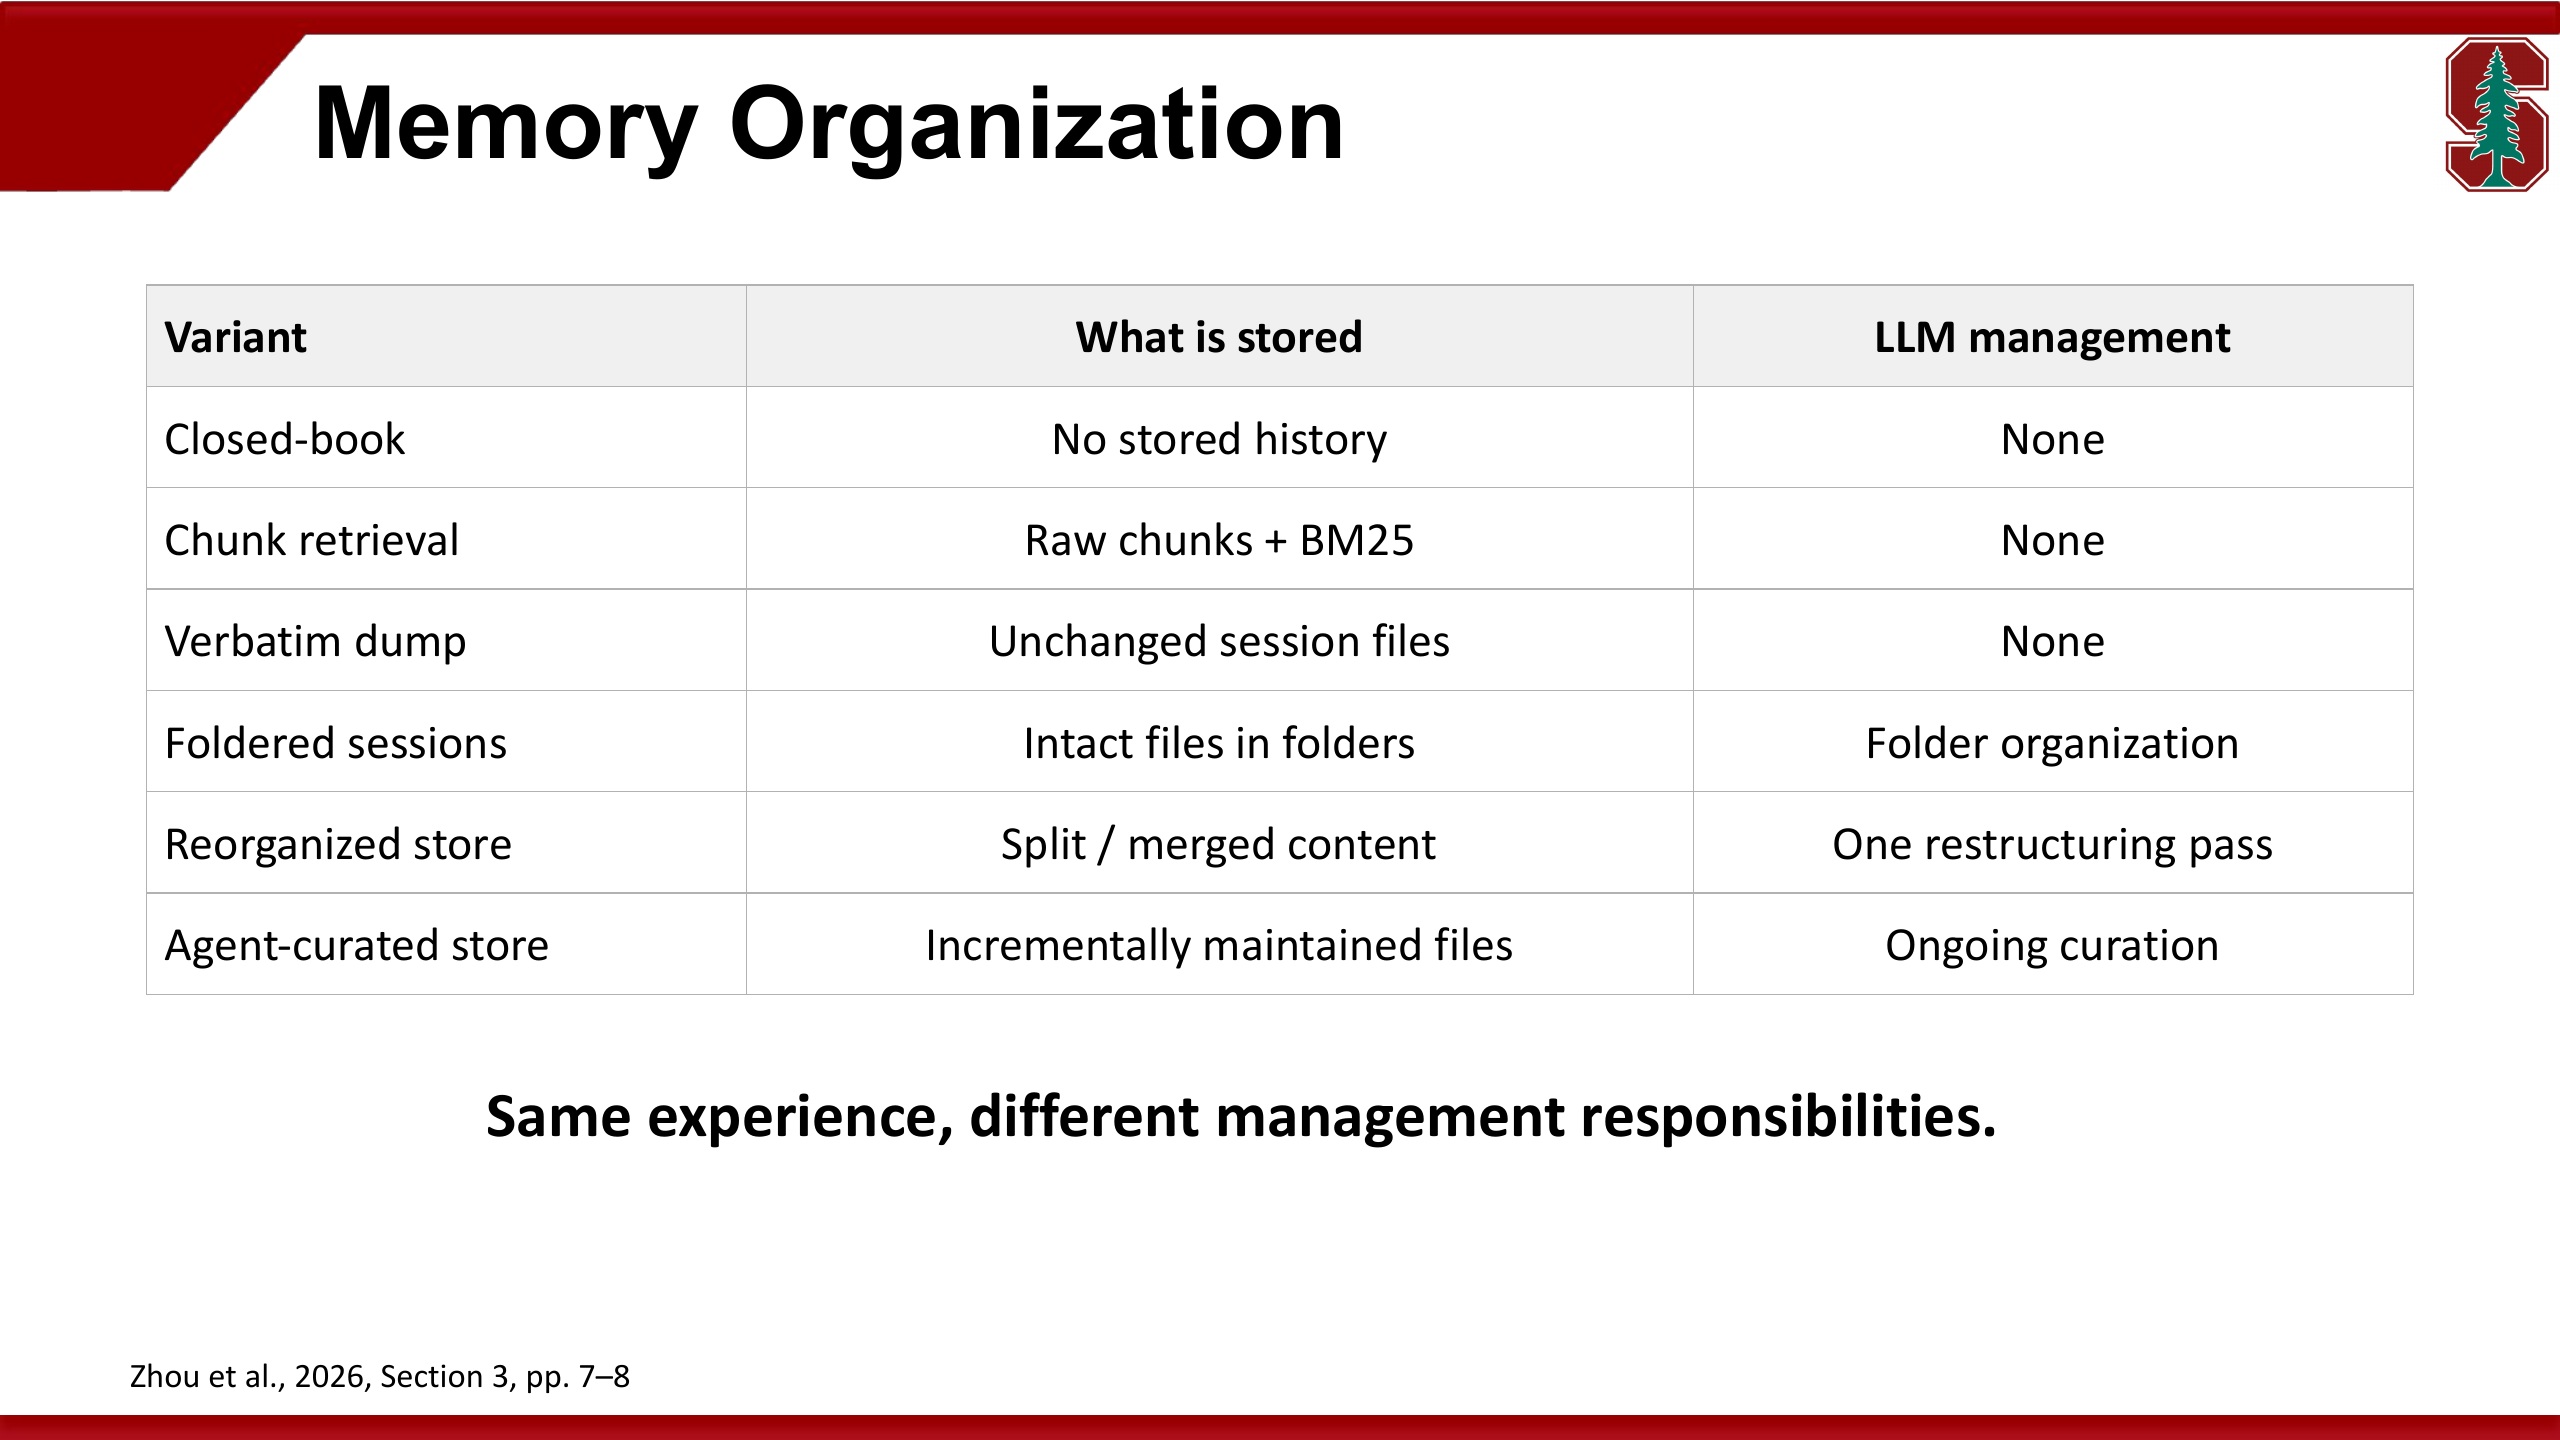 Memory Organization
Variant What is stored LLM management
Closed-book No stored history None
Chunk retrieval Raw chunks + BM25 None
Verbatim dump Unchanged session files None
Foldered sessions Intact files in folders Folder organization
Reorganized store Split / merged content One restructuring pass
Agent-curated store Incrementally maintained files Ongoing curation
Same experience, different management responsibilities.
Zhou et al., 2026, Section 3, pp. 7–8